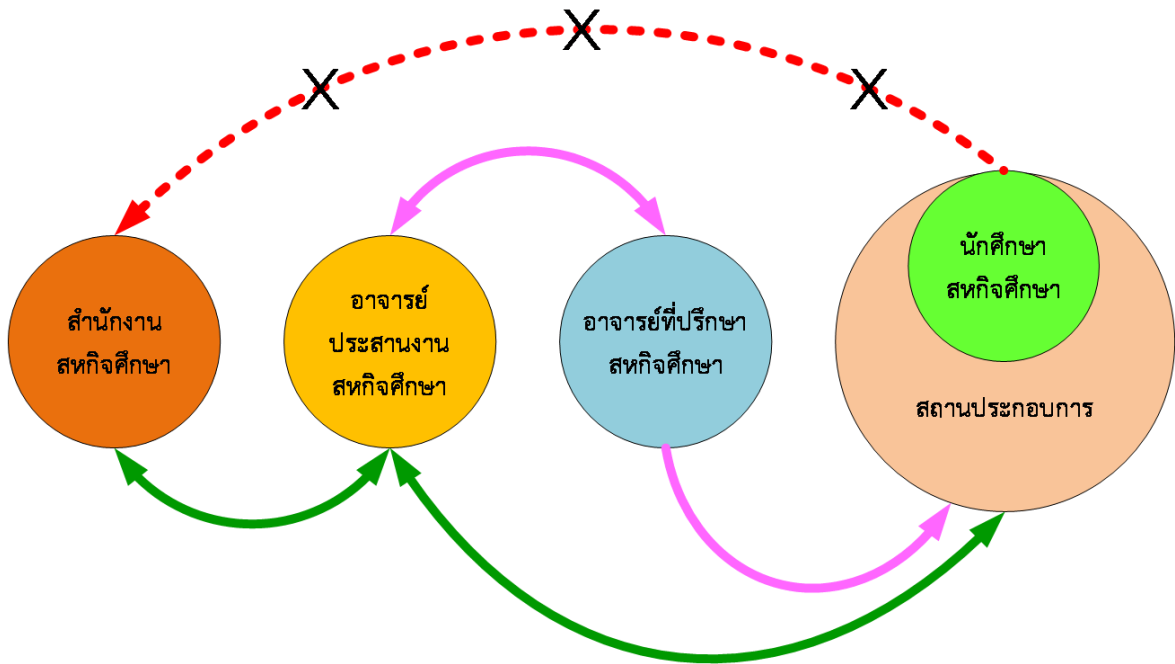 สำนักงาน
สหกิจศึกษา
อาจารย์
ประสานงาน
สหกิจศึกษา
อาจารย์ที่ปรึกษา
สหกิจศึกษา
นักศึกษา
สหกิจศึกษา
สถานประกอบการ